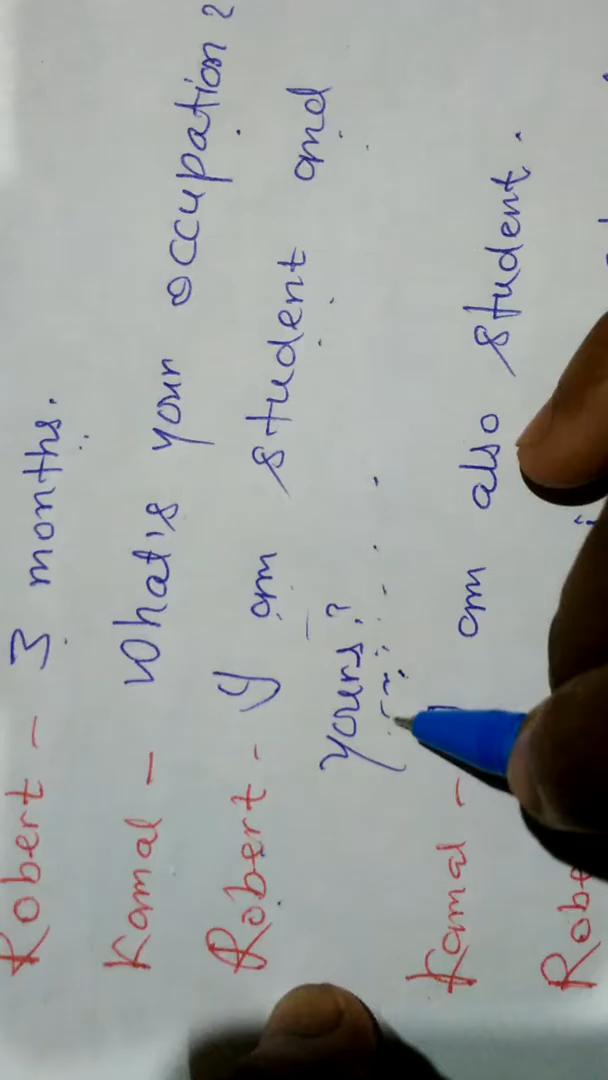 Robert - 3 months.
Kamal - What's your occupation?
Robert - I am student and
yours?
Kamal - am also student.